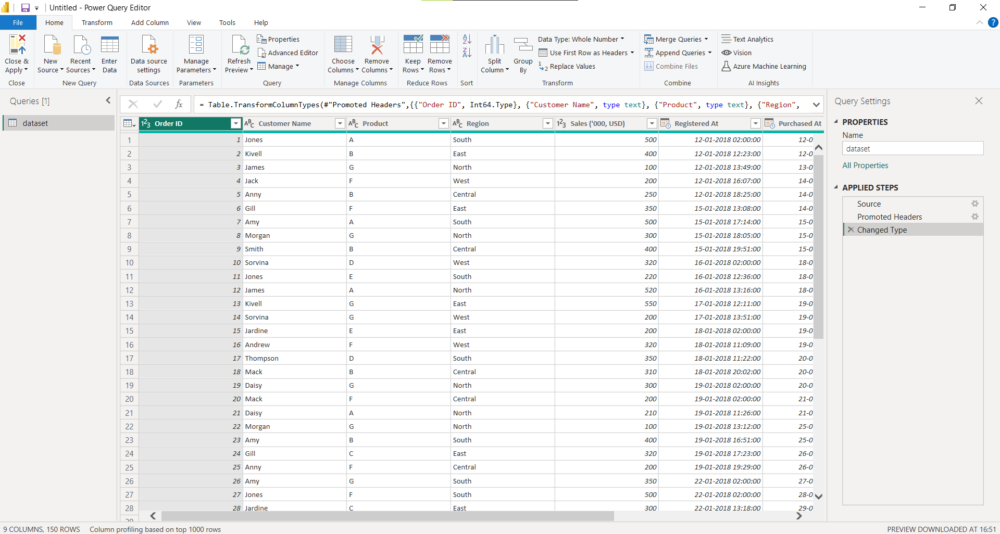 Untitled - Power Query Editor
File Home Transform Add Column View Tools Help
Close & Apply
New Source
Recent Sources
Enter Data
Data source settings
Manage Parameters
Refresh Preview
Properties
Advanced Editor
Manage
Choose Columns
Remove Columns
Keep Rows
Remove Rows
Split Column
Group By
Data Type: Whole Number
Use First Row as Headers
Replace Values
Merge Queries
Append Queries
Combine Files
Text Analytics
Vision
Azure Machine Learning
Close New Query Data Sources Parameters Query Manage Columns Reduce Rows Sort Transform Combine AI Insights
Queries [1]
dataset
fx = Table.TransformColumnTypes(#"Promoted Headers",{{"Order ID", Int64.Type}, {"Customer Name", type text}, {"Product", type text}, {"Region",
Order ID Customer Name Product Region Sales ('000, USD) Registered At Purchased At
1 1 Jones A South 500 12-01-2018 02:00:00 12-0
2 2 Kivell B East 400 12-01-2018 12:23:00 12-0
3 3 James G North 100 12-01-2018 13:49:00 13-0
4 4 Jack F West 200 12-01-2018 16:07:00 14-0
5 5 Anny B Central 250 12-01-2018 18:25:00 14-0
6 6 Gill F East 350 15-01-2018 13:08:00 14-0
7 7 Amy A South 500 15-01-2018 17:14:00 15-0
8 8 Morgan G North 300 15-01-2018 18:05:00 15-0
9 9 Smith B Central 400 15-01-2018 19:51:00 15-0
10 10 Sorvina D West 320 16-01-2018 02:00:00 18-0
11 11 Jones E South 220 16-01-2018 12:36:00 18-0
12 12 James A North 520 16-01-2018 13:16:00 18-0
13 13 Kivell G East 550 17-01-2018 12:11:00 19-0
14 14 Sorvina G West 200 17-01-2018 13:51:00 19-0
15 15 Jardine E East 200 18-01-2018 02:00:00 19-0
16 16 Andrew F West 320 18-01-2018 11:09:00 19-0
17 17 Thompson D South 350 18-01-2018 11:22:00 20-0
18 18 Mack B Central 310 18-01-2018 20:02:00 20-0
19 19 Daisy G North 300 19-01-2018 02:00:00 20-0
20 20 Mack F Central 200 19-01-2018 02:00:00 21-0
21 21 Daisy A North 210 19-01-2018 11:26:00 21-0
22 22 Morgan G North 100 19-01-2018 13:12:00 25-0
23 23 Amy B South 400 19-01-2018 16:51:00 25-0
24 24 Gill C East 320 19-01-2018 17:23:00 26-0
25 25 Anny F Central 200 19-01-2018 19:29:00 26-0
26 26 Amy G South 350 22-01-2018 02:00:00 27-0
27 27 Jones F South 500 22-01-2018 02:00:00 28-0
28 28 Jardine C East 300 22-01-2018 13:18:00 29-0
Query Settings
PROPERTIES
Name
dataset
All Properties
APPLIED STEPS
Source
Promoted Headers
Changed Type
9 COLUMNS, 150 ROWS Column profiling based on top 1000 rows
PREVIEW DOWNLOADED AT 16:51